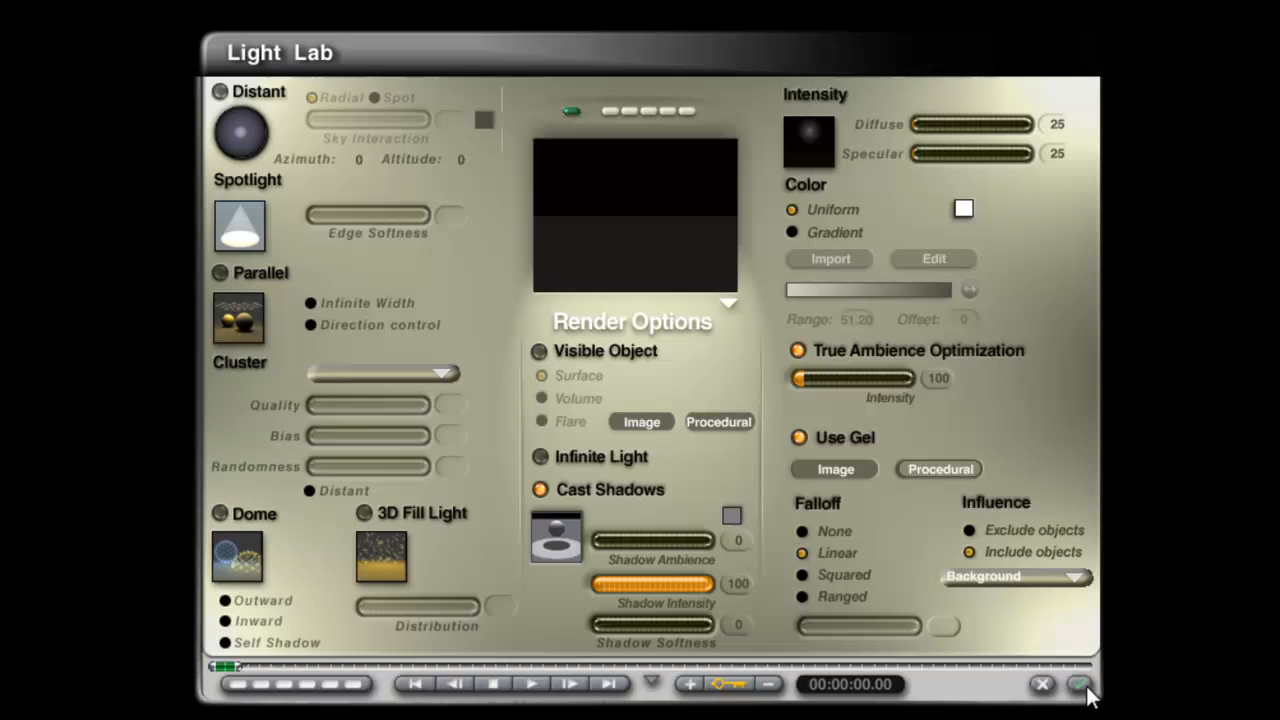 Light Lab
Distant
Radial Spot
Sky Interaction
Azimuth: 0 Altitude: 0
Spotlight
Edge Softness
Parallel
Infinite Width
Direction control
Cluster
Quality
Bias
Randomness
Distant
Dome
3D Fill Light
Outward
Inward
Self Shadow
Distribution
Render Options
Visible Object
Surface
Volume
Flare Image Procedural
Infinite Light
Cast Shadows
0
Shadow Ambience
100
Shadow Intensity
0
Shadow Softness
Intensity
Diffuse 25
Specular 25
Color
Uniform
Gradient
Import Edit
Range: 51.20 Offset: 0
True Ambience Optimization
100
Intensity
Use Gel
Image Procedural
Falloff
None
Linear
Squared
Ranged
Influence
Exclude objects
Include objects
Background
00:00:00.00